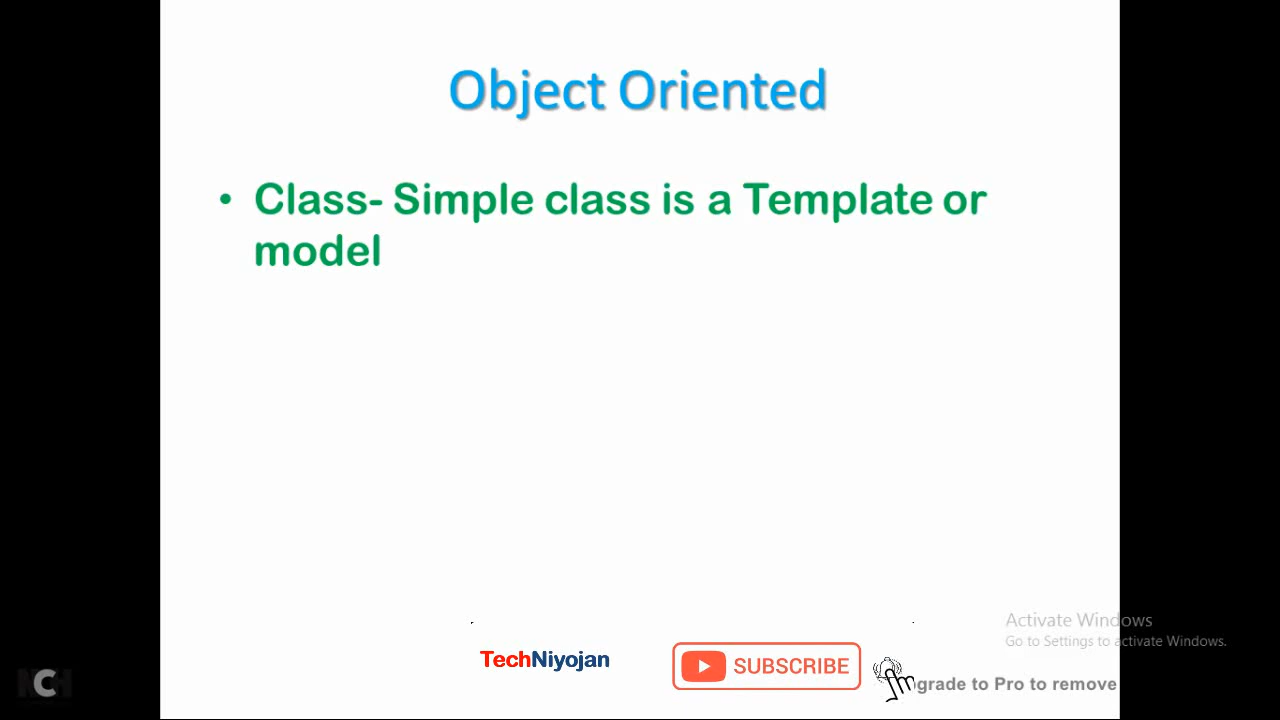 Object Oriented
• Class- Simple class is a Template or
model
Activate Windows
Go to Settings to activate Windows.
TechNiyojan
SUBSCRIBE
grade to Pro to remove
NCH